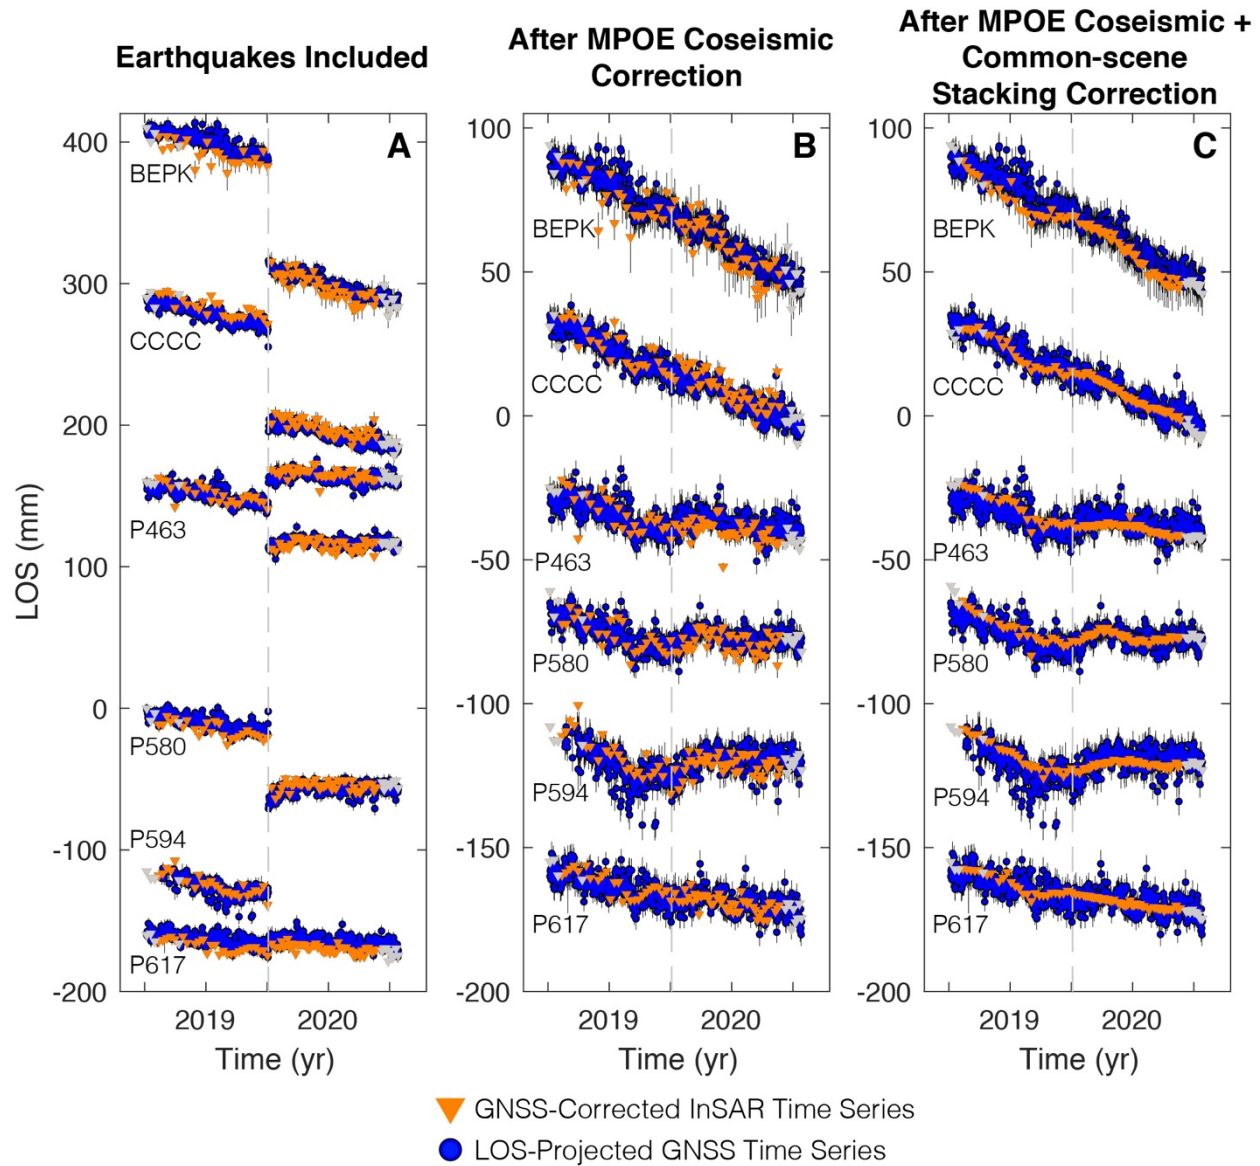 Earthquakes Included
After MPOE Coseismic
Correction
After MPOE Coseismic +
Common-scene
Stacking Correction
LOS (mm)
400
300
200
100
0
-100
-200
A
BEPK
CCCC
P463
P580
P594
P617
2019
2020
Time (yr)
100
50
0
-50
-100
-150
-200
B
BEPK
CCCC
P463
P580
P594
P617
2019
2020
Time (yr)
100
50
0
-50
-100
-150
-200
C
BEPK
CCCC
P463
P580
P594
P617
2019
2020
Time (yr)
GNSS-Corrected InSAR Time Series
LOS-Projected GNSS Time Series